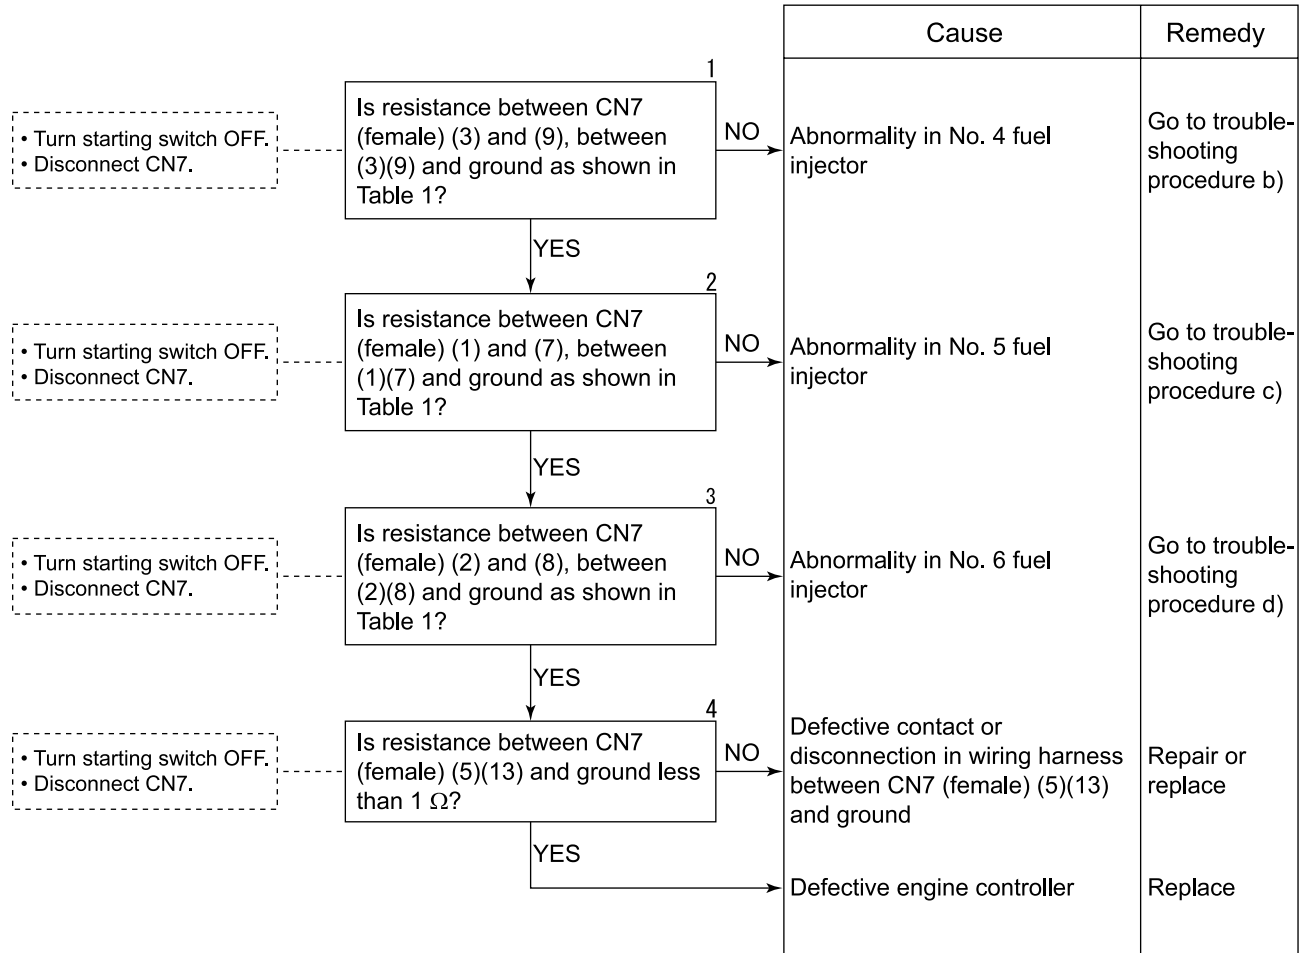 Cause
Remedy
1
• Turn starting switch OFF.
• Disconnect CN7.
Is resistance between CN7
(female) (3) and (9), between
(3)(9) and ground as shown in
Table 1?
NO
Abnormality in No. 4 fuel
injector
Go to trouble-
shooting
procedure b)
YES
2
• Turn starting switch OFF.
• Disconnect CN7.
Is resistance between CN7
(female) (1) and (7), between
(1)(7) and ground as shown in
Table 1?
NO
Abnormality in No. 5 fuel
injector
Go to trouble-
shooting
procedure c)
YES
3
• Turn starting switch OFF.
• Disconnect CN7.
Is resistance between CN7
(female) (2) and (8), between
(2)(8) and ground as shown in
Table 1?
NO
Abnormality in No. 6 fuel
injector
Go to trouble-
shooting
procedure d)
YES
4
• Turn starting switch OFF.
• Disconnect CN7.
Is resistance between CN7
(female) (5)(13) and ground less
than 1 Ω?
NO
Defective contact or
disconnection in wiring harness
between CN7 (female) (5)(13)
and ground
Repair or
replace
YES
Defective engine controller
Replace